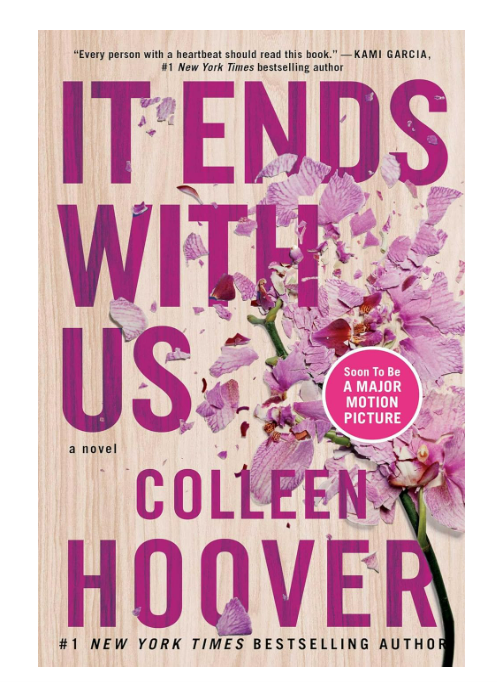 “Every person with a heartbeat should read this book.” —KAMI GARCIA,
#1 New York Times bestselling author
IT ENDS
WITH
US
Soon To Be
A MAJOR
MOTION
PICTURE
a novel
COLLEEN
HOOVER
#1 NEW YORK TIMES BESTSELLING AUTHOR